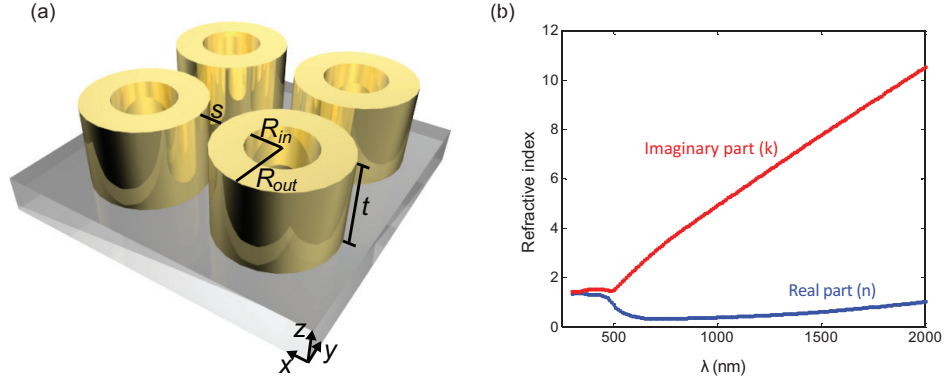 (a)
s
R_in
R_out
t
z
y
x
(b)
12
10
8
6
4
2
0
Refractive index
Imaginary part (k)
Real part (n)
500
1000
1500
2000
λ (nm)